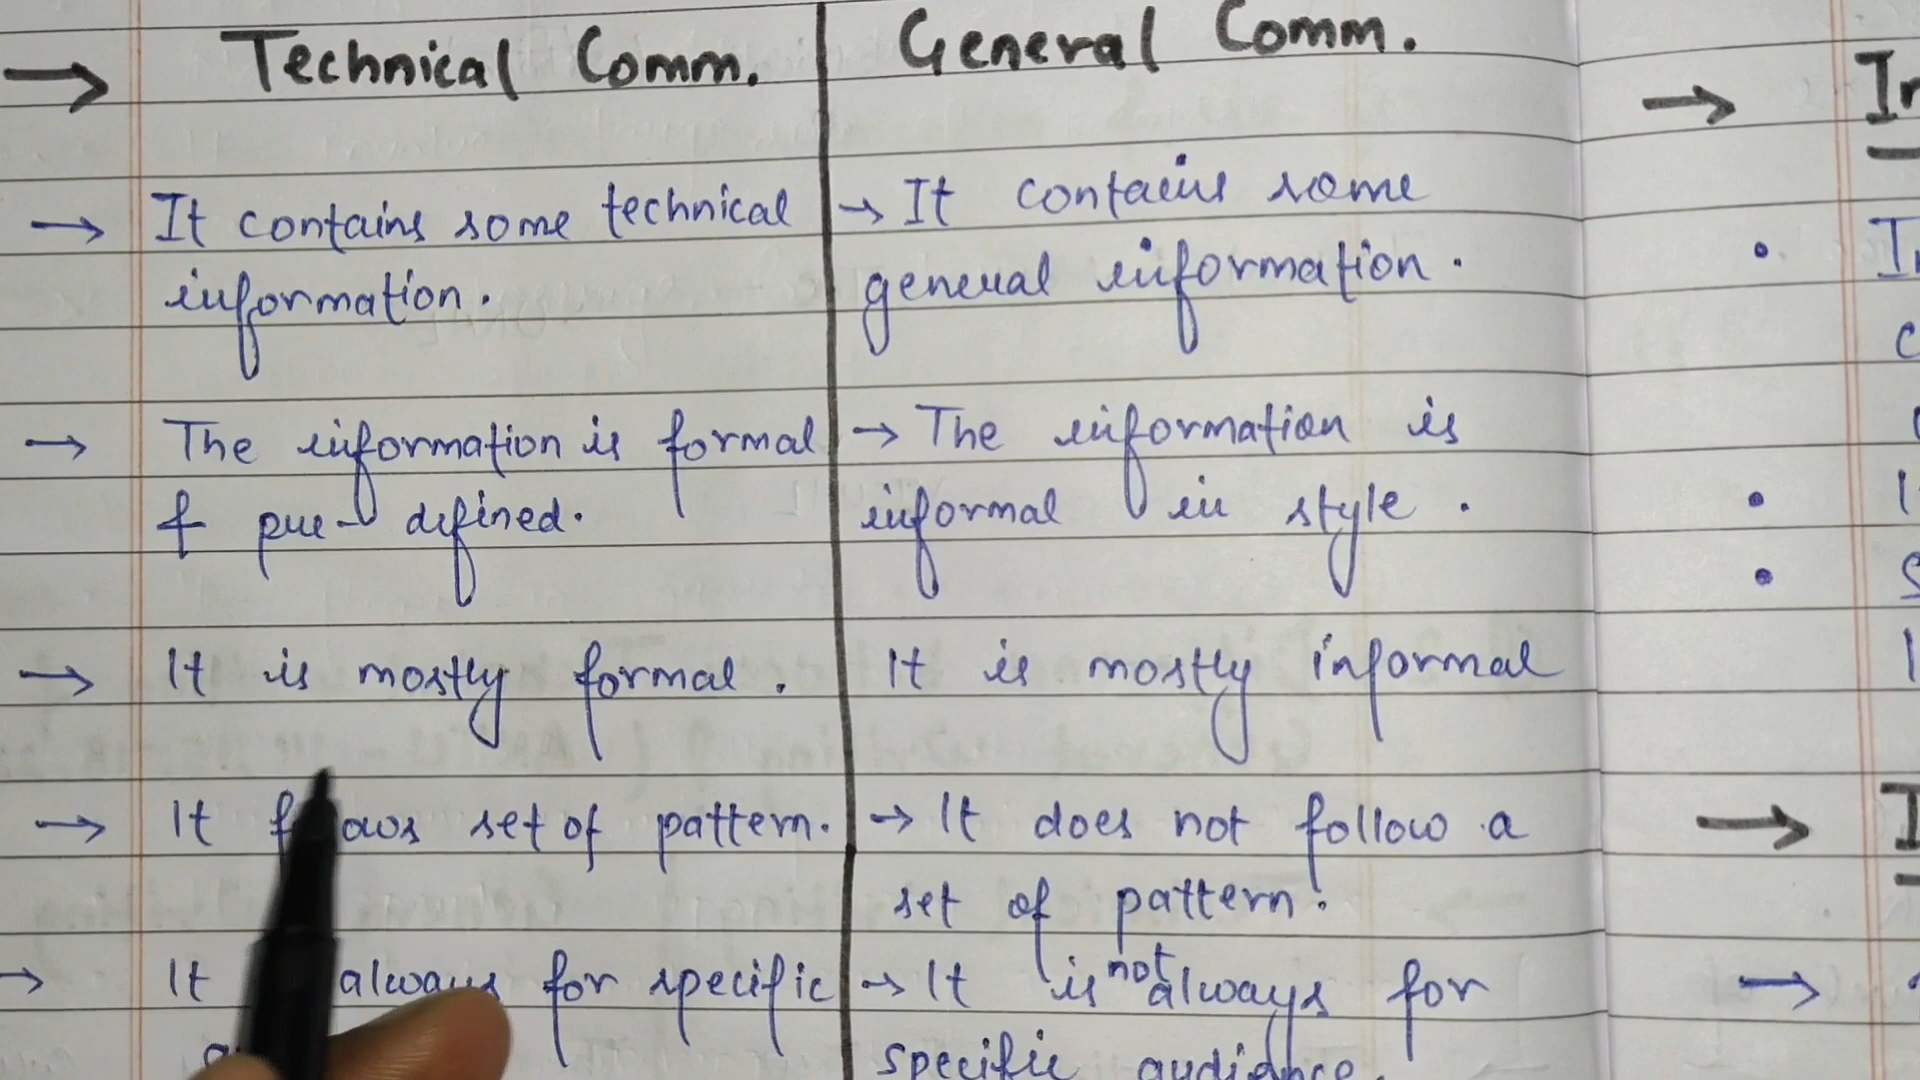 → Technical Comm.
→ It contains some technical
information.
→ The information is formal
& pre-defined.
→ It is mostly formal.
→ It follows set of pattern.
→ It always for specific
General Comm.
→ It contains some
general information.
→ The information is
informal in style.
It is mostly informal
→ It does not follow a
set of pattern.
→ It is not always for
specific audience.